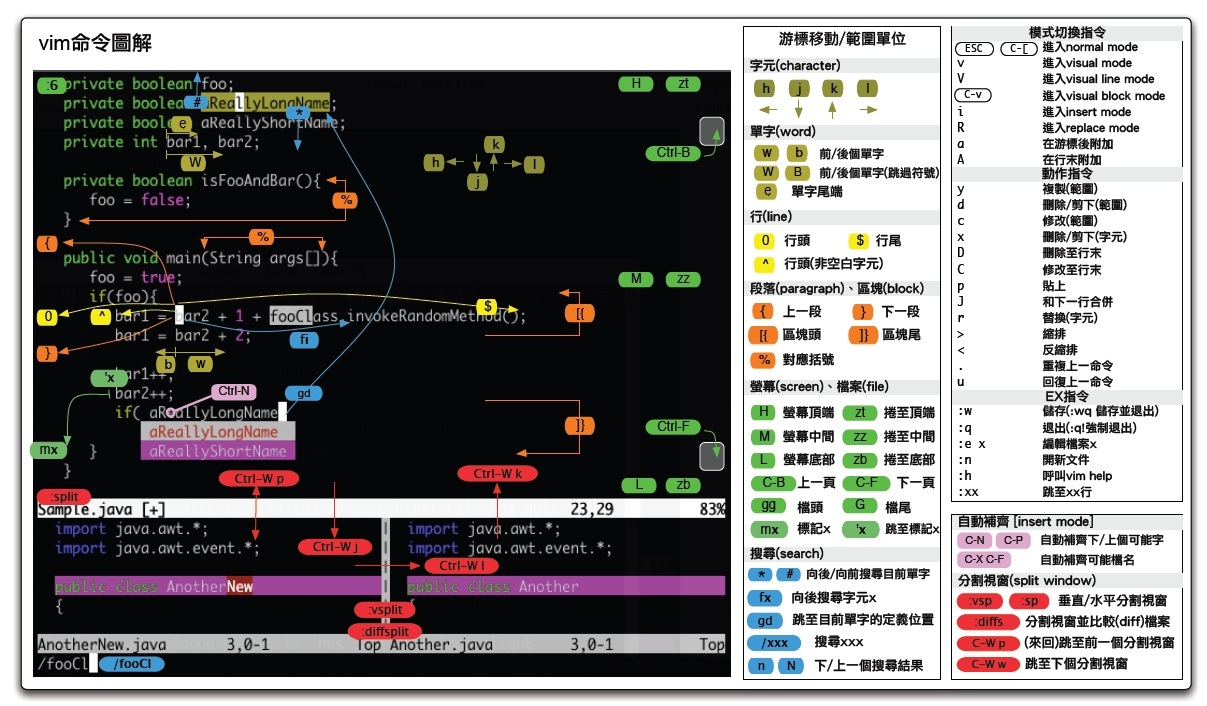 vim命令圖解
:6 private boolean foo; H zt
private boolea # aReallyLongName;
private boole e aReallyShortName; *
private int bar1, bar2; Ctrl-B
w k
h l
j
private boolean isFooAndBar(){
foo = false; %
}
{ %
public void main(String args[]){
foo = true; M zz
if(foo){
0 ^ bar1 = bar2 + 1 + fooClass.invokeRandomMethod(); $ [{
bar1 = bar2 + 2;
} fi
b w
'x bar1++;
bar2++; Ctrl-N gd
if( aReallyLongName
aReallyLongName Ctrl-F ]}
mx } aReallyShortName
}
Ctrl-W p Ctrl-W k
L zb
:split
Sample.java [+] 23,29 83%
import java.awt.*; import java.awt.*;
import java.awt.event.*; Ctrl-W j import java.awt.event.*;
Ctrl-W l
public class AnotherNew public class Another
{ :vsplit {
:diffsplit
AnotherNew.java 3,0-1 Top Another.java 3,0-1 Top
/fooCl /fooCl
游標移動/範圍單位
字元(character)
h j k l
單字(word)
w b 前/後個單字
W B 前/後個單字(跳過符號)
e 單字尾端
行(line)
0 行頭 $ 行尾
^ 行頭(非空白字元)
段落(paragraph)、區塊(block)
{ 上一段 } 下一段
[{ 區塊頭 ]} 區塊尾
% 對應括號
螢幕(screen)、檔案(file)
H 螢幕頂端 zt 捲至頂端
M 螢幕中間 zz 捲至中間
L 螢幕底部 zb 捲至底部
C-B 上一頁 C-F 下一頁
gg 檔頭 G 檔尾
mx 標記x 'x 跳至標記x
搜尋(search)
* # 向後/向前搜尋目前單字
fx 向後搜尋字元x
gd 跳至目前單字的定義位置
/xxx 搜尋xxx
n N 下/上一個搜尋結果
模式切換指令
ESC C-[ 進入normal mode
v 進入visual mode
V 進入visual line mode
C-v 進入visual block mode
i 進入insert mode
R 進入replace mode
a 在游標後附加
A 在行末附加
動作指令
y 複製(範圍)
d 刪除/剪下(範圍)
c 修改(範圍)
x 刪除/剪下(字元)
D 刪除至行末
C 修改至行末
p 貼上
J 和下一行合併
r 替換(字元)
> 縮排
< 反縮排
. 重複上一命令
u 回復上一命令
EX指令
:w 儲存(:wq 儲存並退出)
:q 退出(:q!強制退出)
:e x 編輯檔案x
:n 開新文件
:h 呼叫vim help
:xx 跳至xx行
自動補齊 [insert mode]
C-N C-P 自動補齊下/上個可能字
C-X C-F 自動補齊可能檔名
分割視窗(split window)
:vsp :sp 垂直/水平分割視窗
:diffs 分割視窗並比較(diff)檔案
C-W p (來回)跳至前一個分割視窗
C-W w 跳至下個分割視窗